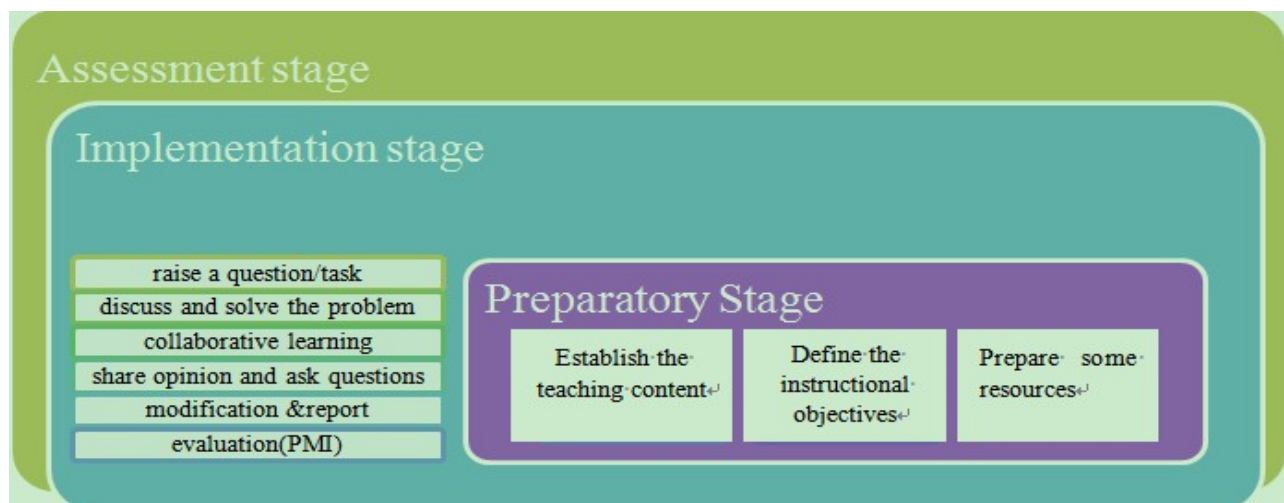 Assessment stage
Implementation stage
raise a question/task
discuss and solve the problem
collaborative learning
share opinion and ask questions
modification &report
evaluation(PMI)
Preparatory Stage
Establish the
teaching content
Define the
instructional
objectives
Prepare some
resources